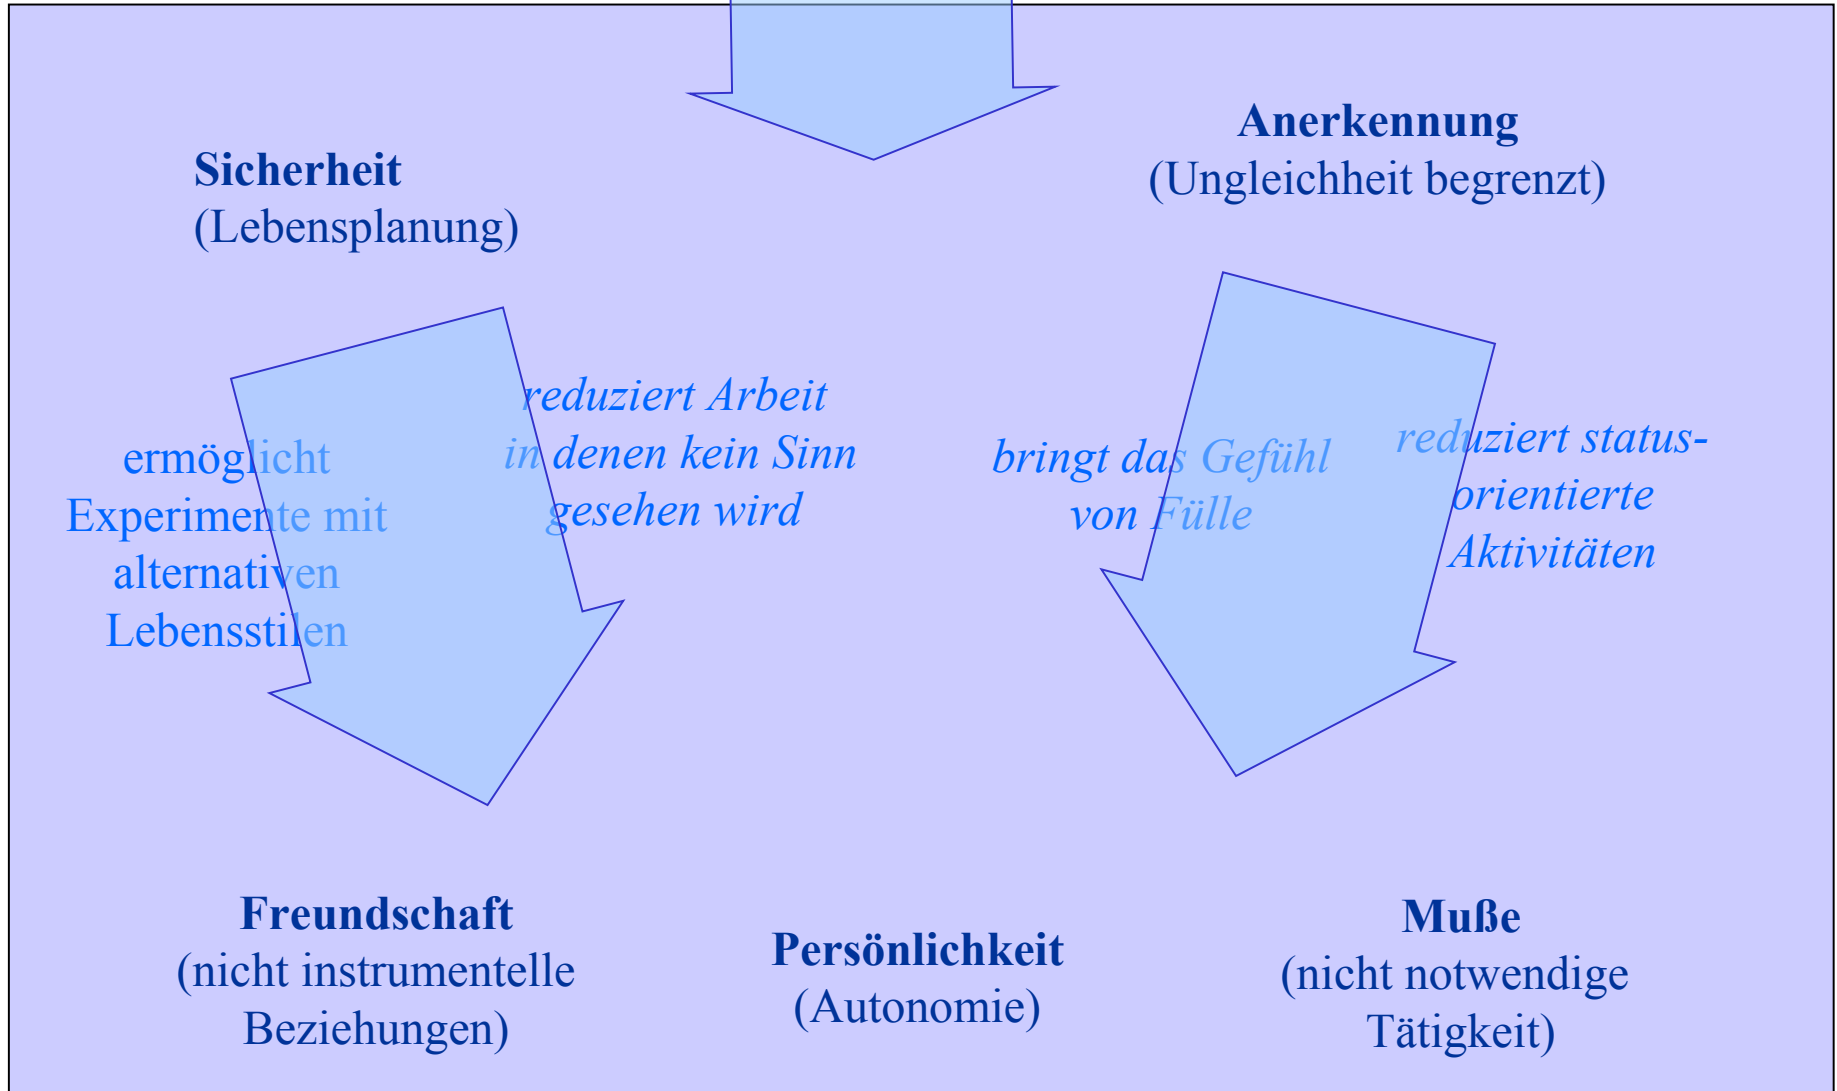 Sicherheit
(Lebensplanung)
Anerkennung
(Ungleichheit begrenzt)
ermöglicht
Experimente mit
alternativen
Lebensstilen
reduziert Arbeit
in denen kein Sinn
gesehen wird
bringt das Gefühl
von Fülle
reduziert status-
orientierte
Aktivitäten
Freundschaft
(nicht instrumentelle
Beziehungen)
Persönlichkeit
(Autonomie)
Muße
(nicht notwendige
Tätigkeit)